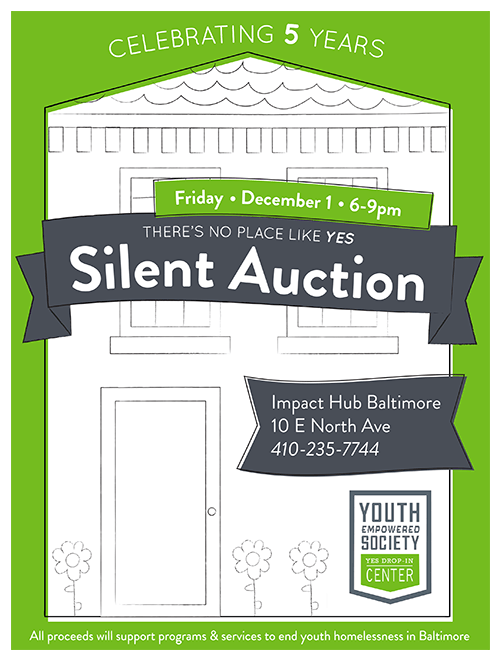 CELEBRATING 5 YEARS
Friday • December 1 • 6-9pm
THERE'S NO PLACE LIKE YES
Silent Auction
Impact Hub Baltimore
10 E North Ave
410-235-7744
YOUTH
EMPOWERED
SOCIETY
YES DROP-IN
CENTER
All proceeds will support programs & services to end youth homelessness in Baltimore